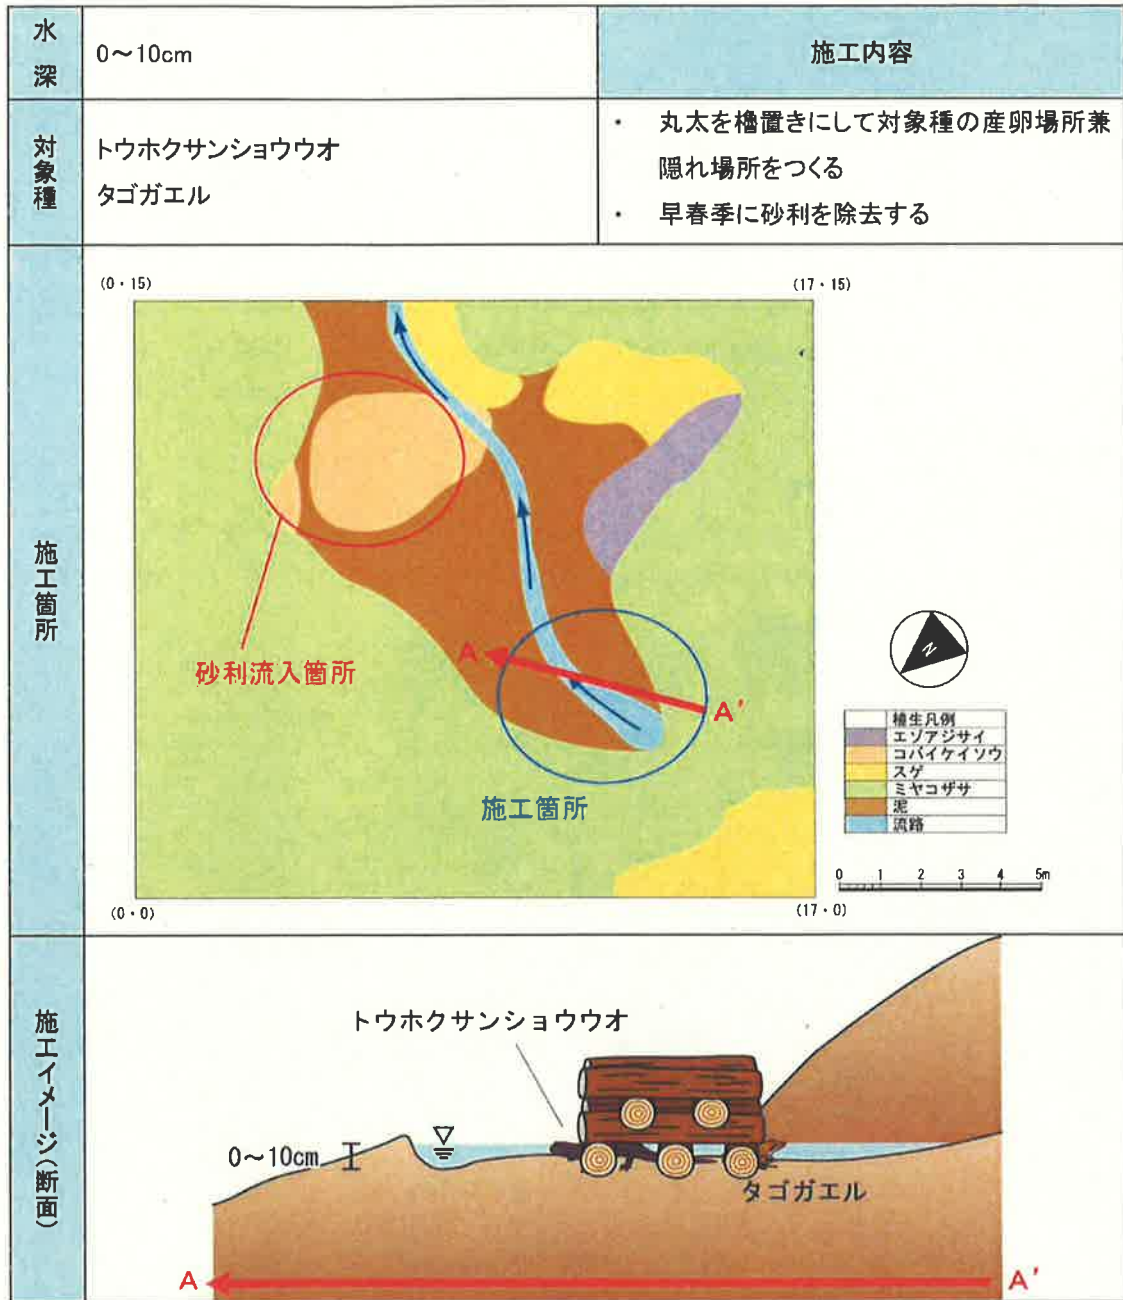 水深
0～10cm
施工内容
対象種
トウホクサンショウウオ
タゴガエル
・ 丸太を櫓置きにして対象種の産卵場所兼
隠れ場所をつくる
・ 早春季に砂利を除去する
施工箇所
(0・15)
(17・15)
砂利流入箇所
A
A'
施工箇所
N
植生凡例
エゾアジサイ
コバイケイソウ
スゲ
ミヤコザサ
泥
流路
0 1 2 3 4 5m
(0・0)
(17・0)
施工イメージ(断面)
トウホクサンショウウオ
0～10cm
タゴガエル
A
A'